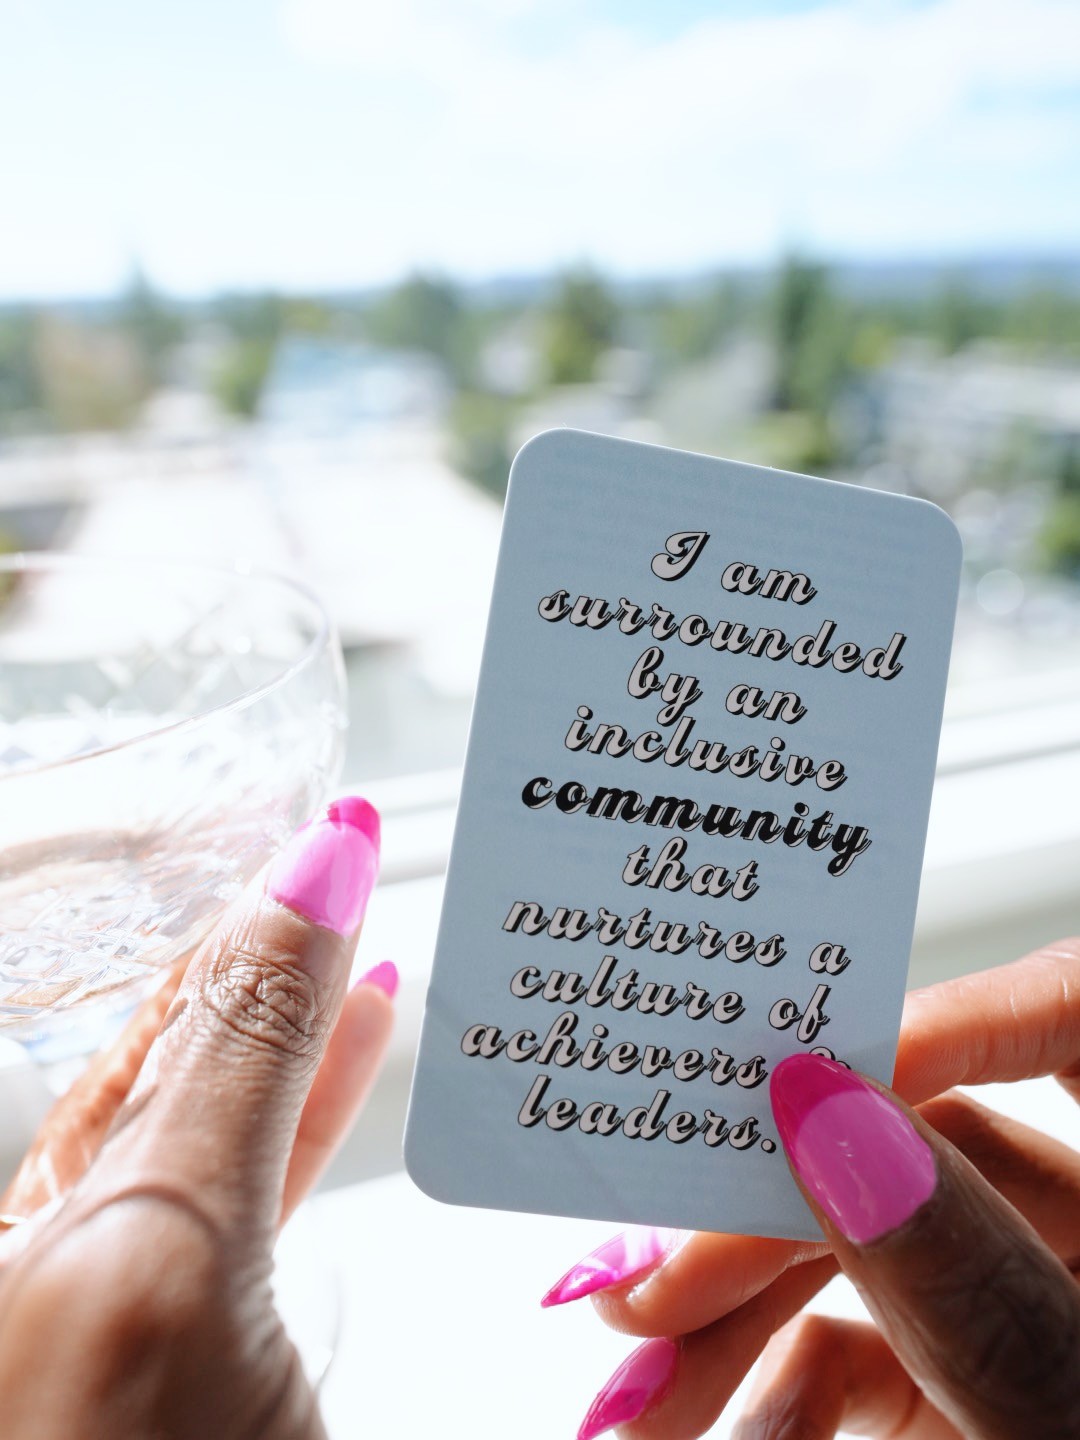 I am
surrounded
by an
inclusive
community
that
nurtures a
culture of
achievers &
leaders.